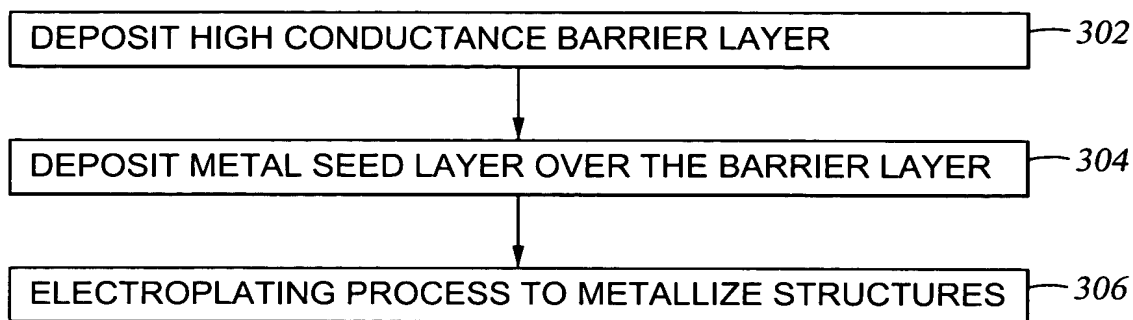 DEPOSIT HIGH CONDUCTANCE BARRIER LAYER 302
DEPOSIT METAL SEED LAYER OVER THE BARRIER LAYER 304
ELECTROPLATING PROCESS TO METALLIZE STRUCTURES 306